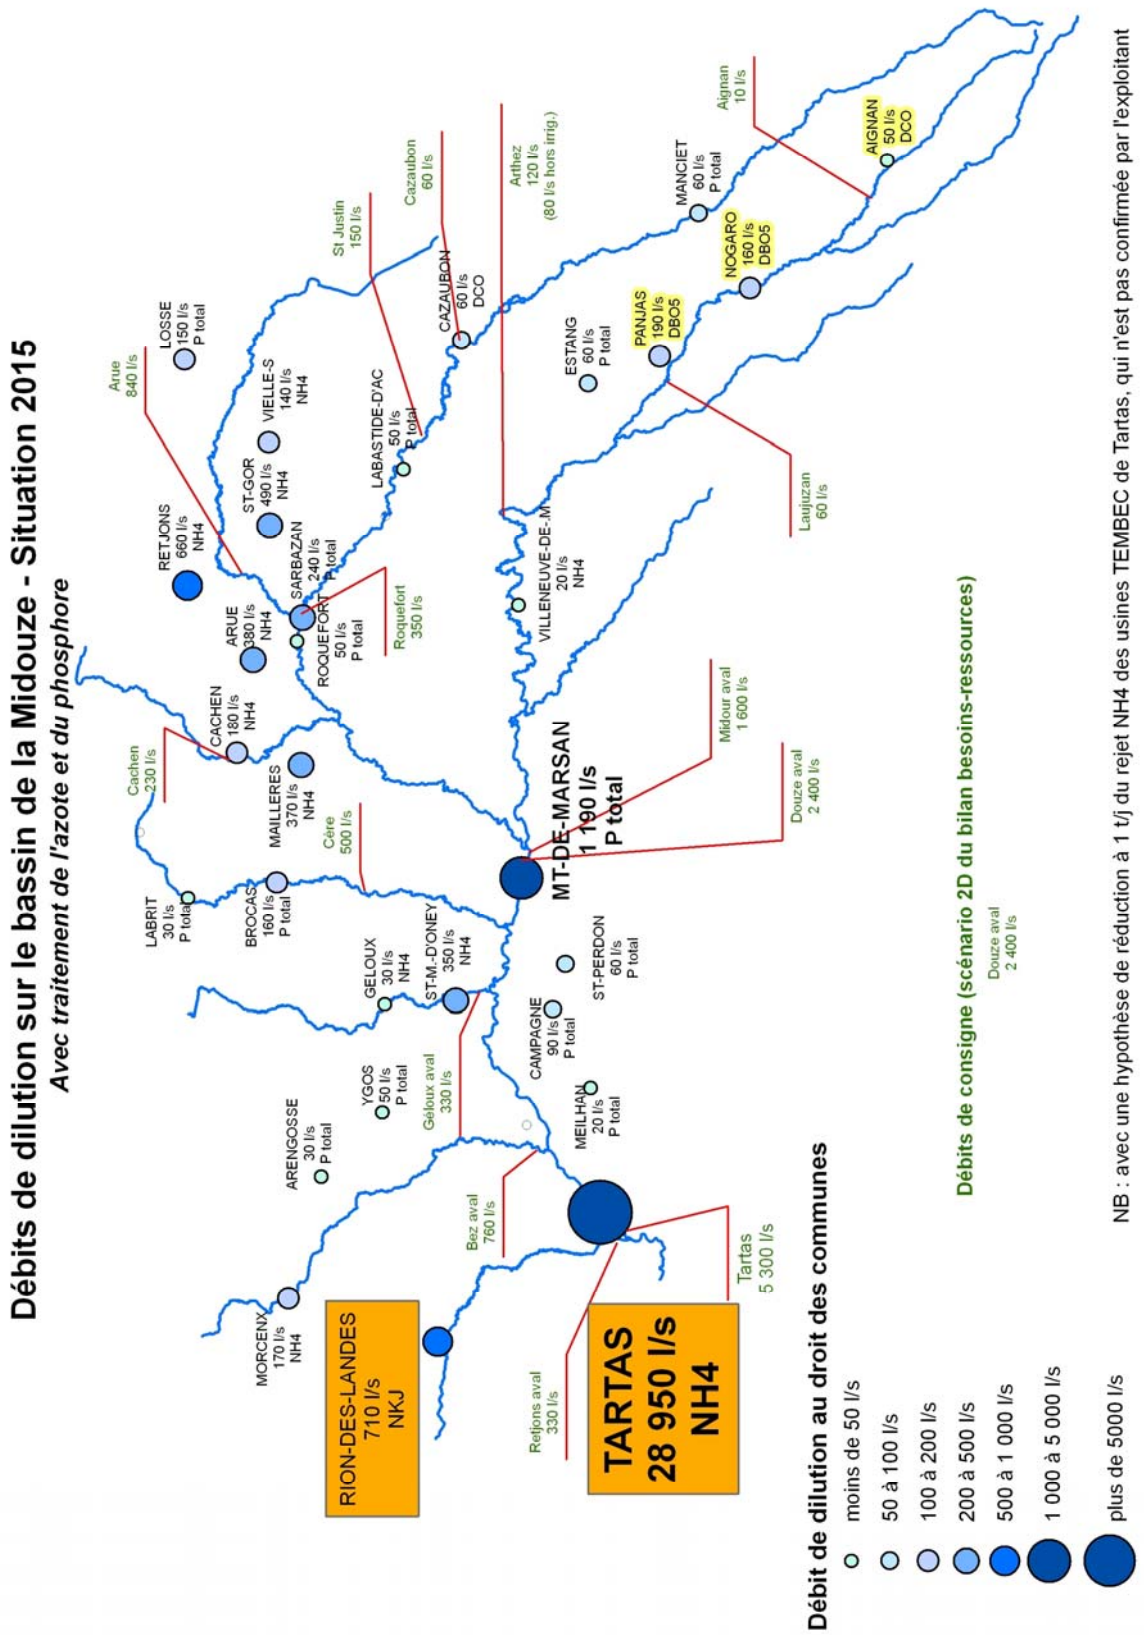 Débits de dilution sur le bassin de la Midouze - Situation 2015
Avec traitement de l'azote et du phosphore
Arue
840 l/s
LOSSE
150 l/s
P total
St Justin
150 l/s
Cazaubon
60 l/s
Arthez
120 l/s
(80 l/s hors irrig.)
Aignan
10 l/s
RETJONS
660 l/s
NH4
VIELLE-S
140 l/s
NH4
ST-GOR
490 l/s
NH4
CAZAUBON
60 l/s
DCO
MANCIET
60 l/s
P total
AIGNAN
50 l/s
DCO
NOGARO
160 l/s
DBO5
PANJAS
190 l/s
DBO5
ESTANG
60 l/s
P total
LABASTIDE-D'AC
50 l/s
P total
SARBAZAN
240 l/s
P total
ROQUEFORT
50 l/s
P total
Roquefort
350 l/s
ARUE
380 l/s
NH4
CACHEN
180 l/s
NH4
Cachen
230 l/s
MAILLERES
370 l/s
NH4
Cère
500 l/s
VILLENEUVE-DE-.M
20 l/s
NH4
Laujuzan
60 l/s
Midour aval
1 600 l/s
Douze aval
2 400 l/s
MT-DE-MARSAN
1 190 l/s
P total
LABRIT
30 l/s
P total
BROCAS
160 l/s
P total
GELOUX
30 l/s
NH4
ST-M.-D'ONEY
350 l/s
NH4
ST-PERDON
60 l/s
P total
CAMPAGNE
90 l/s
P total
MEILHAN
20 l/s
P total
YGOS
50 l/s
P total
Géloux aval
330 l/s
ARENGOSSE
30 l/s
P total
Bez aval
760 l/s
MORCENX
170 l/s
NH4
RION-DES-LANDES
710 l/s
NKJ
Retjons aval
330 l/s
TARTAS
28 950 l/s
NH4
Tartas
5 300 l/s
Débit de dilution au droit des communes
moins de 50 l/s
50 à 100 l/s
100 à 200 l/s
200 à 500 l/s
500 à 1 000 l/s
1 000 à 5 000 l/s
plus de 5000 l/s
Débits de consigne (scénario 2D du bilan besoins-ressources)
Douze aval
2 400 l/s
NB : avec une hypothèse de réduction à 1 t/j du rejet NH4 des usines TEMBEC de Tartas, qui n'est pas confirmée par l'exploitant